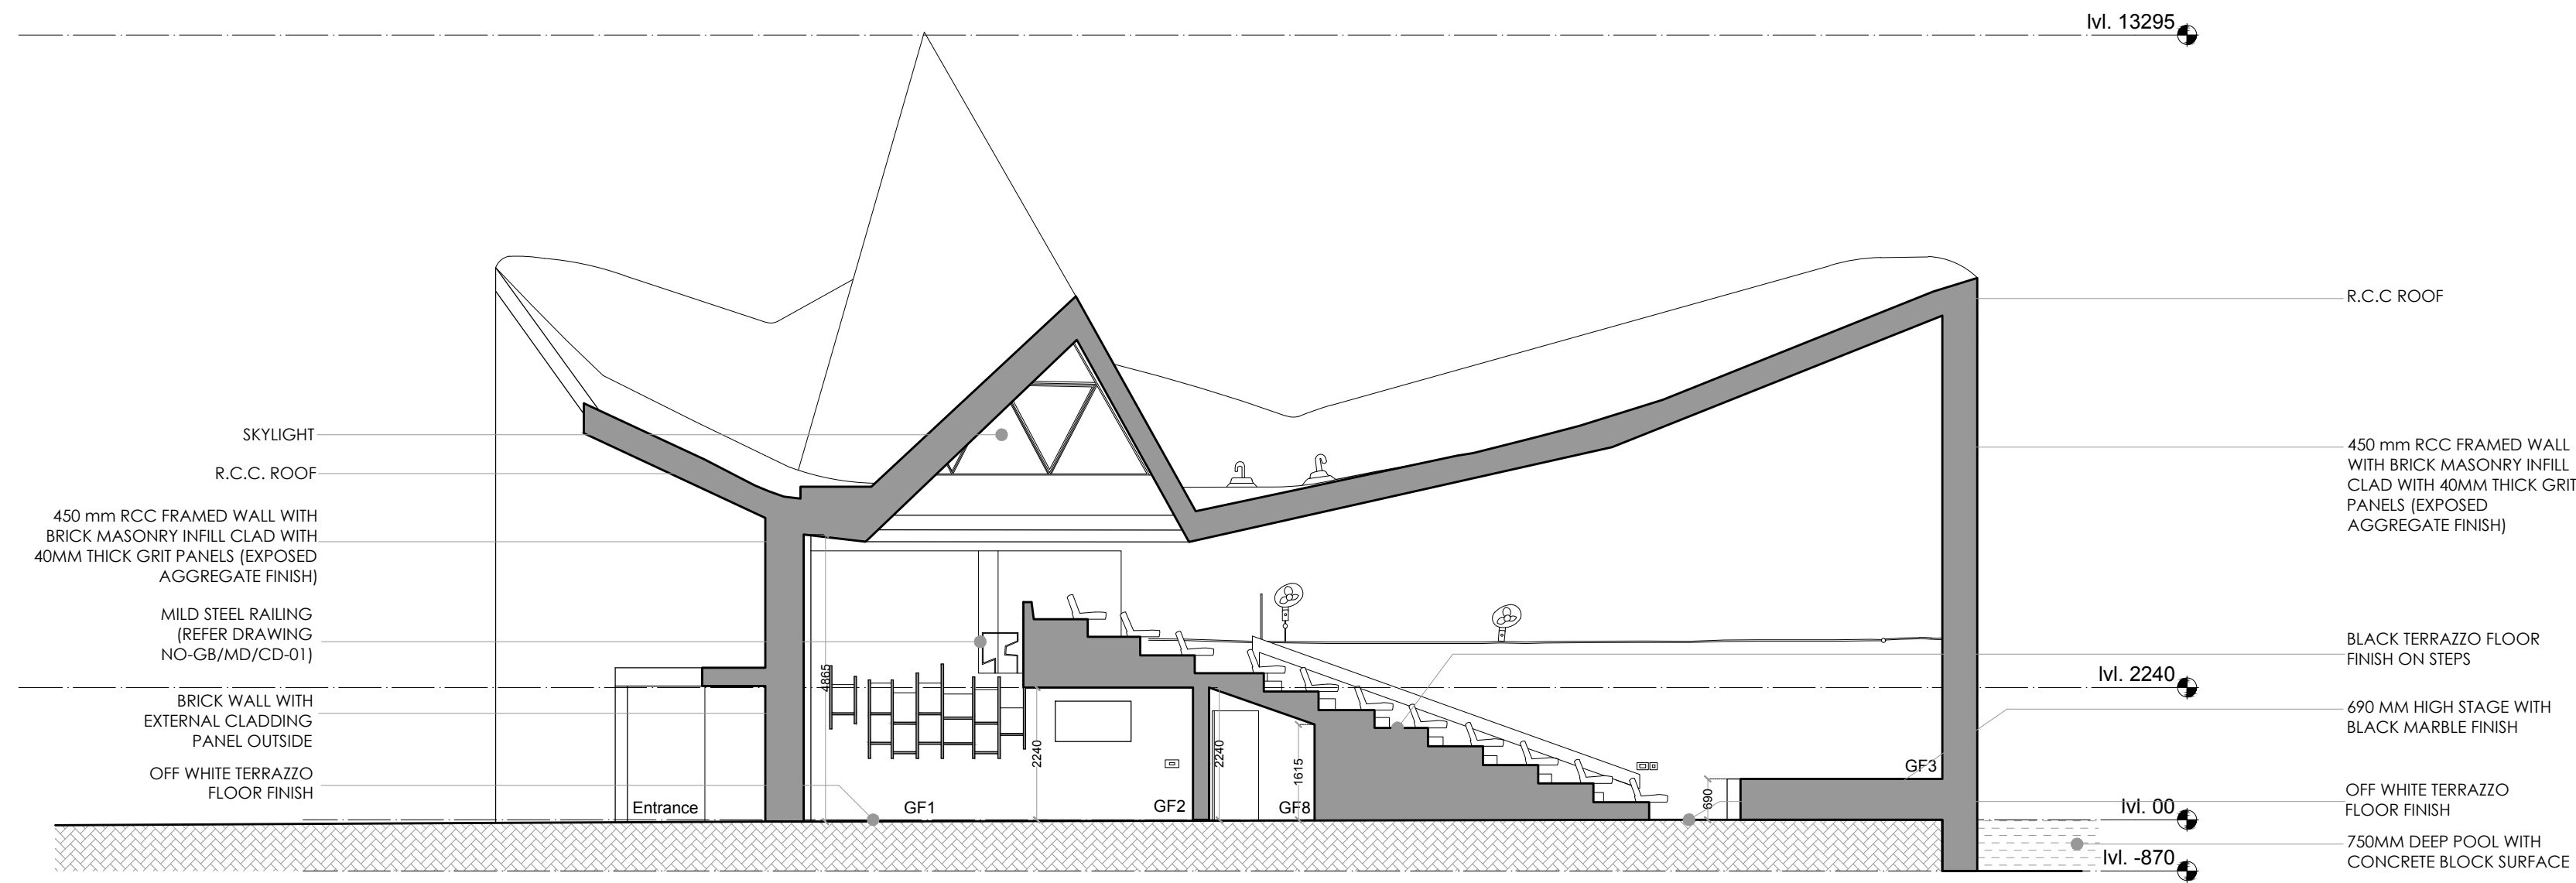 lvl. 13295
SKYLIGHT
R.C.C. ROOF
450 mm RCC FRAMED WALL WITH
BRICK MASONRY INFILL CLAD WITH
40MM THICK GRIT PANELS (EXPOSED
AGGREGATE FINISH)
MILD STEEL RAILING
(REFER DRAWING
NO-GB/MD/CD-01)
BRICK WALL WITH
EXTERNAL CLADDING
PANEL OUTSIDE
OFF WHITE TERRAZZO
FLOOR FINISH
Entrance
4865
GF1
2240
GF2
2240
1615
GF8
690
GF3
R.C.C ROOF
450 mm RCC FRAMED WALL
WITH BRICK MASONRY INFILL
CLAD WITH 40MM THICK GRIT
PANELS (EXPOSED
AGGREGATE FINISH)
BLACK TERRAZZO FLOOR
FINISH ON STEPS
lvl. 2240
690 MM HIGH STAGE WITH
BLACK MARBLE FINISH
OFF WHITE TERRAZZO
FLOOR FINISH
lvl. 00
750MM DEEP POOL WITH
CONCRETE BLOCK SURFACE
lvl. -870